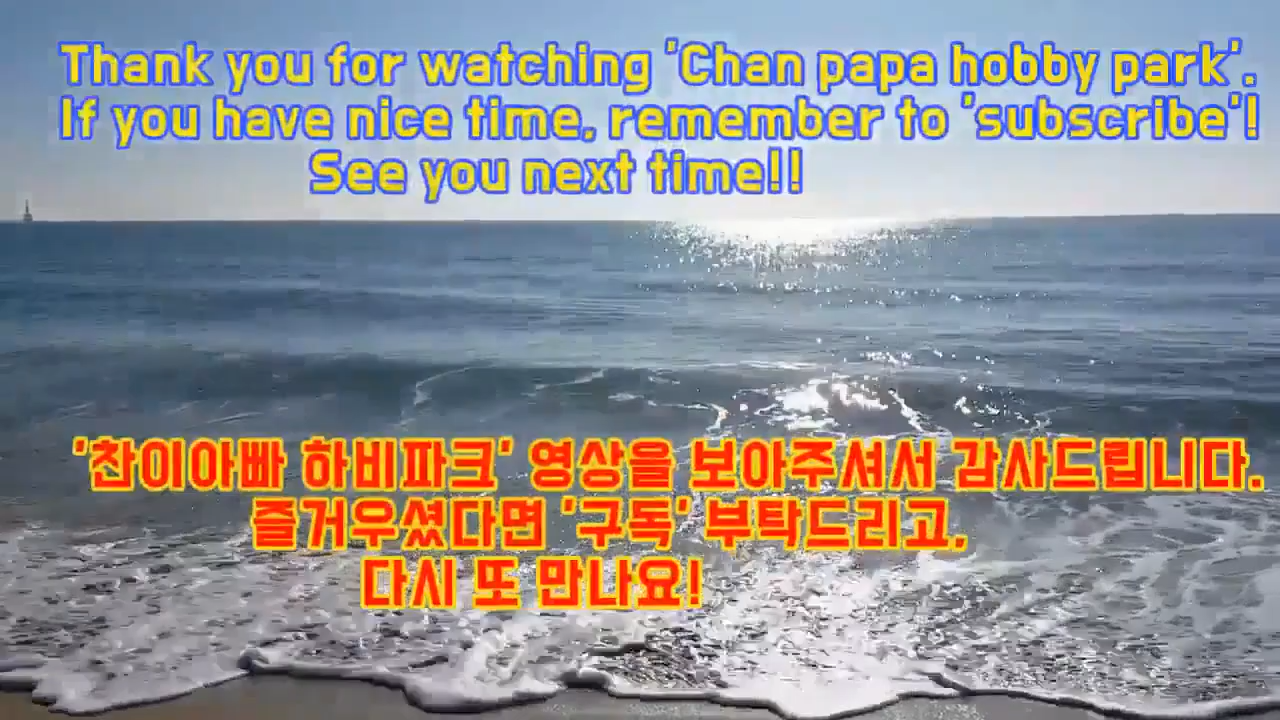 Thank you for watching 'Chan papa hobby park'.
If you have nice time, remember to 'subscribe'!
See you next time!!
'찬이아빠 하비파크' 영상을 보아주셔서 감사드립니다.
즐거우셨다면 '구독' 부탁드리고,
다시 또 만나요!